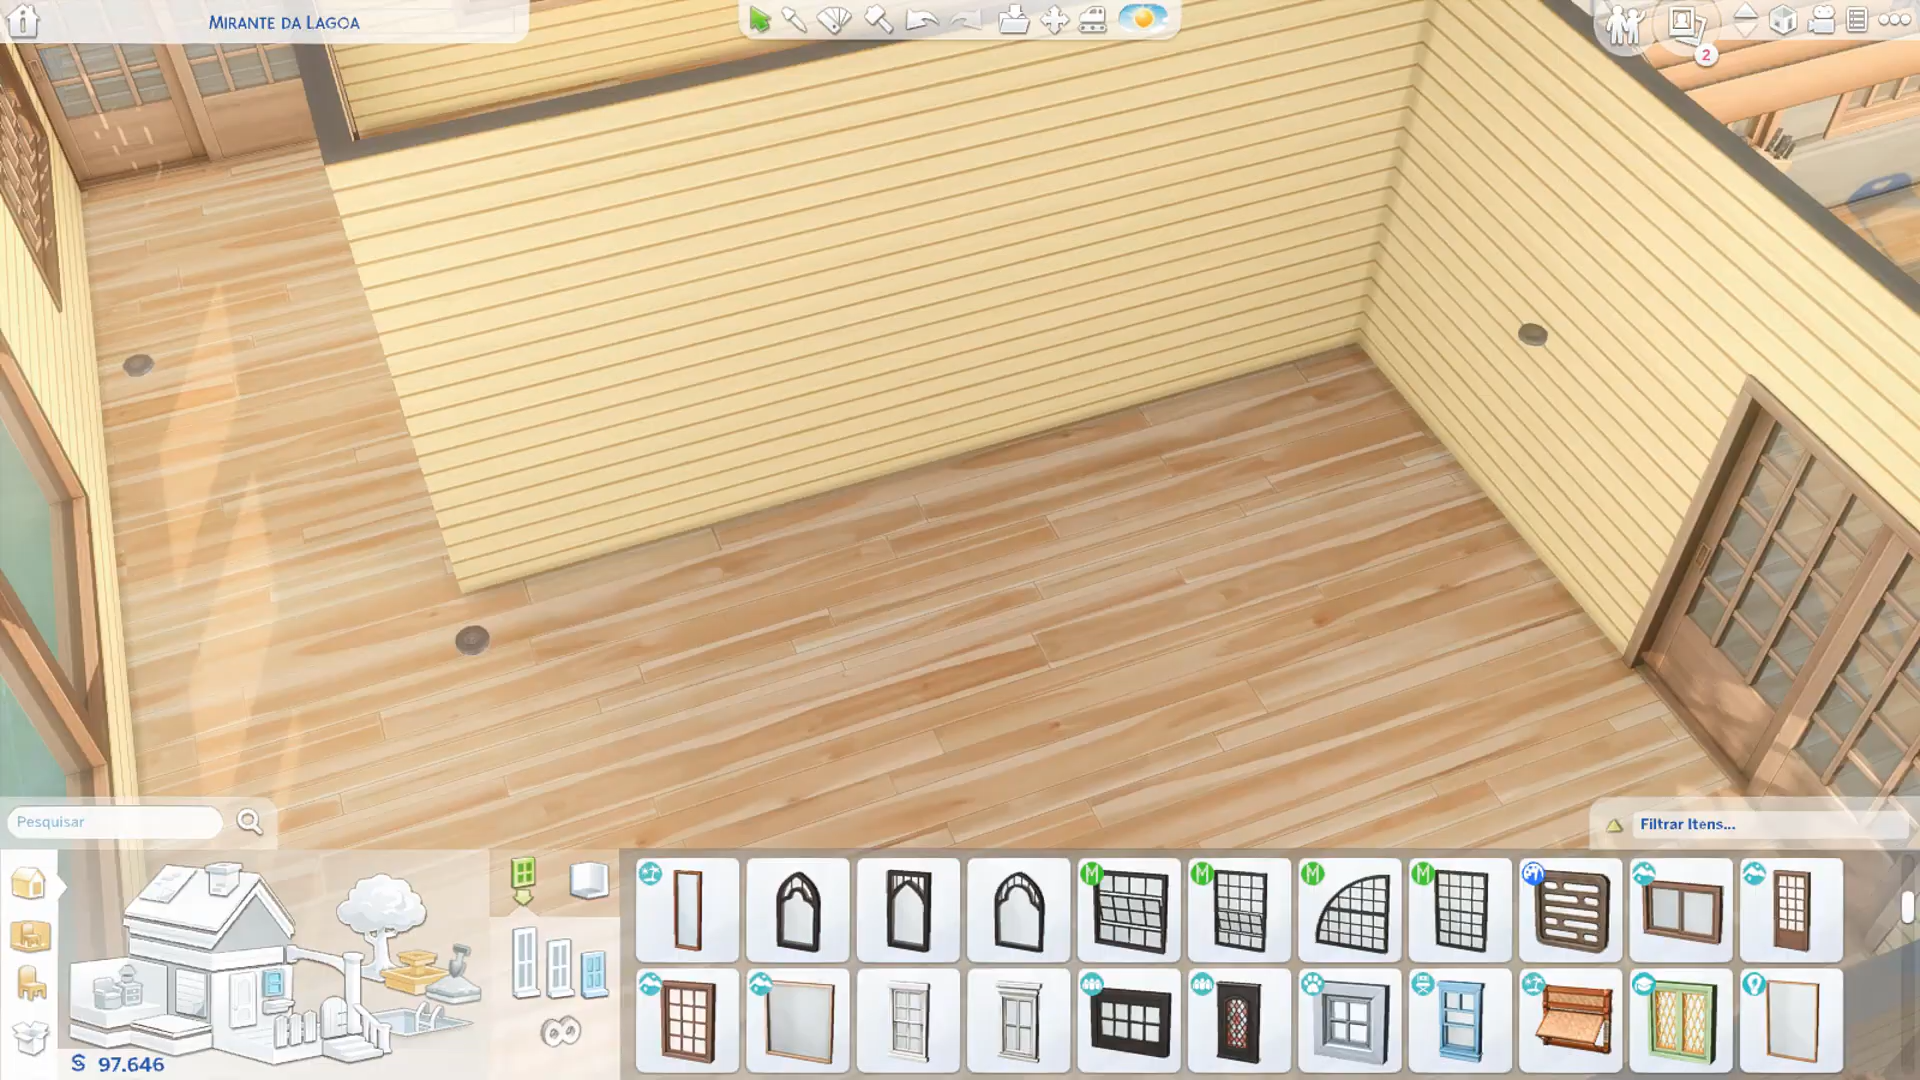 MIRANTE DA LAGOA
2
Pesquisar
Filtrar Itens...
M
M
M
M
§ 97.646